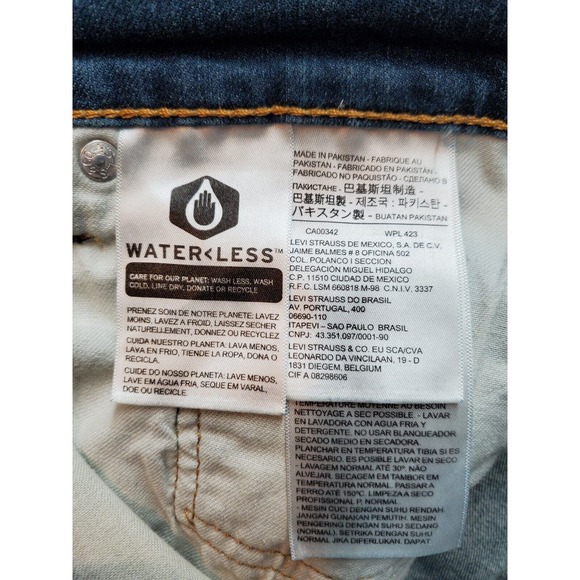 WATER<LESS™
CARE FOR OUR PLANET: WASH LESS, WASH
COLD, LINE DRY, DONATE OR RECYCLE
PRENEZ SOIN DE NOTRE PLANETE: LAVEZ
MOINS, LAVEZ A FROID, LAISSEZ SECHER
NATURELLEMENT, DONNEZ OU RECYCLEZ
CUIDA NUESTRO PLANETA: LAVA MENOS,
LAVA EN FRIO, TIENDE LA ROPA, DONA O
RECICLA.
CUIDE DO NOSSO PLANETA: LAVE MENOS,
LAVE EM ÁGUA FRIA, SEQUE EM VARAL,
DOE OU RECICLE.
MADE IN PAKISTAN - FABRIQUE AU
PAKISTAN - FABRICADO EN PAKISTÁN -
FABRICADO NO PAQUISTÃO - СДЕЛАНО В
ПАКИСТАНЕ - 巴基斯坦制造 -
巴基斯坦製 - 제조국 : 파키스탄 -
パキスタン製 - BUATAN PAKISTAN
CA00342 WPL 423
LEVI STRAUSS DE MEXICO, S.A. DE C.V.
JAIME BALMES # 8 OFICINA 502
COL. POLANCO I SECCION
DELEGACIÓN MIGUEL HIDALGO
C.P. 11510 CIUDAD DE MEXICO
R.F.C. LSM 660818 M-98 C.N.I.V. 3337
LEVI STRAUSS DO BRASIL
AV. PORTUGAL, 400
06690-110
ITAPEVI – SAO PAULO BRASIL
CNPJ: 43.351.097/0001-90
LEVI STRAUSS & CO. EU SCA/CVA
LEONARDO DA VINCILAAN, 19 - D
1831 DIEGEM, BELGIUM
CIF A 08298606
TEMPERATURE MOYENNE AU BESOIN
NETTOYAGE A SEC POSSIBLE. - LAVAR
EN LAVADORA CON AGUA FRIA Y
DETERGENTE. NO USAR BLANQUEADOR
SECADO MEDIO EN SECADORA.
PLANCHAR EN TEMPERATURA TIBIA SI ES
NECESARIO. ES POSIBLE LAVAR EN SECO
- LAVAGEM NORMAL ATÉ 30º. NÃO
ALVEJAR. SECAGEM EM TAMBOR EM
TEMPERATURA NORMAL. PASSAR A
FERRO ATÉ 150ºC. LIMPEZA A SECO
PROFISSIONAL P. NORMAL
- MESIN CUCI DENGAN SUHU RENDAH
JANGAN GUNAKAN PEMUTIH. MESIN
PENGERING DENGAN SUHU SEDANG
(NORMAL). SETRIKA SUHU RENDAH/
NORMAL JIKA DIPERLUKAN. DAPAT